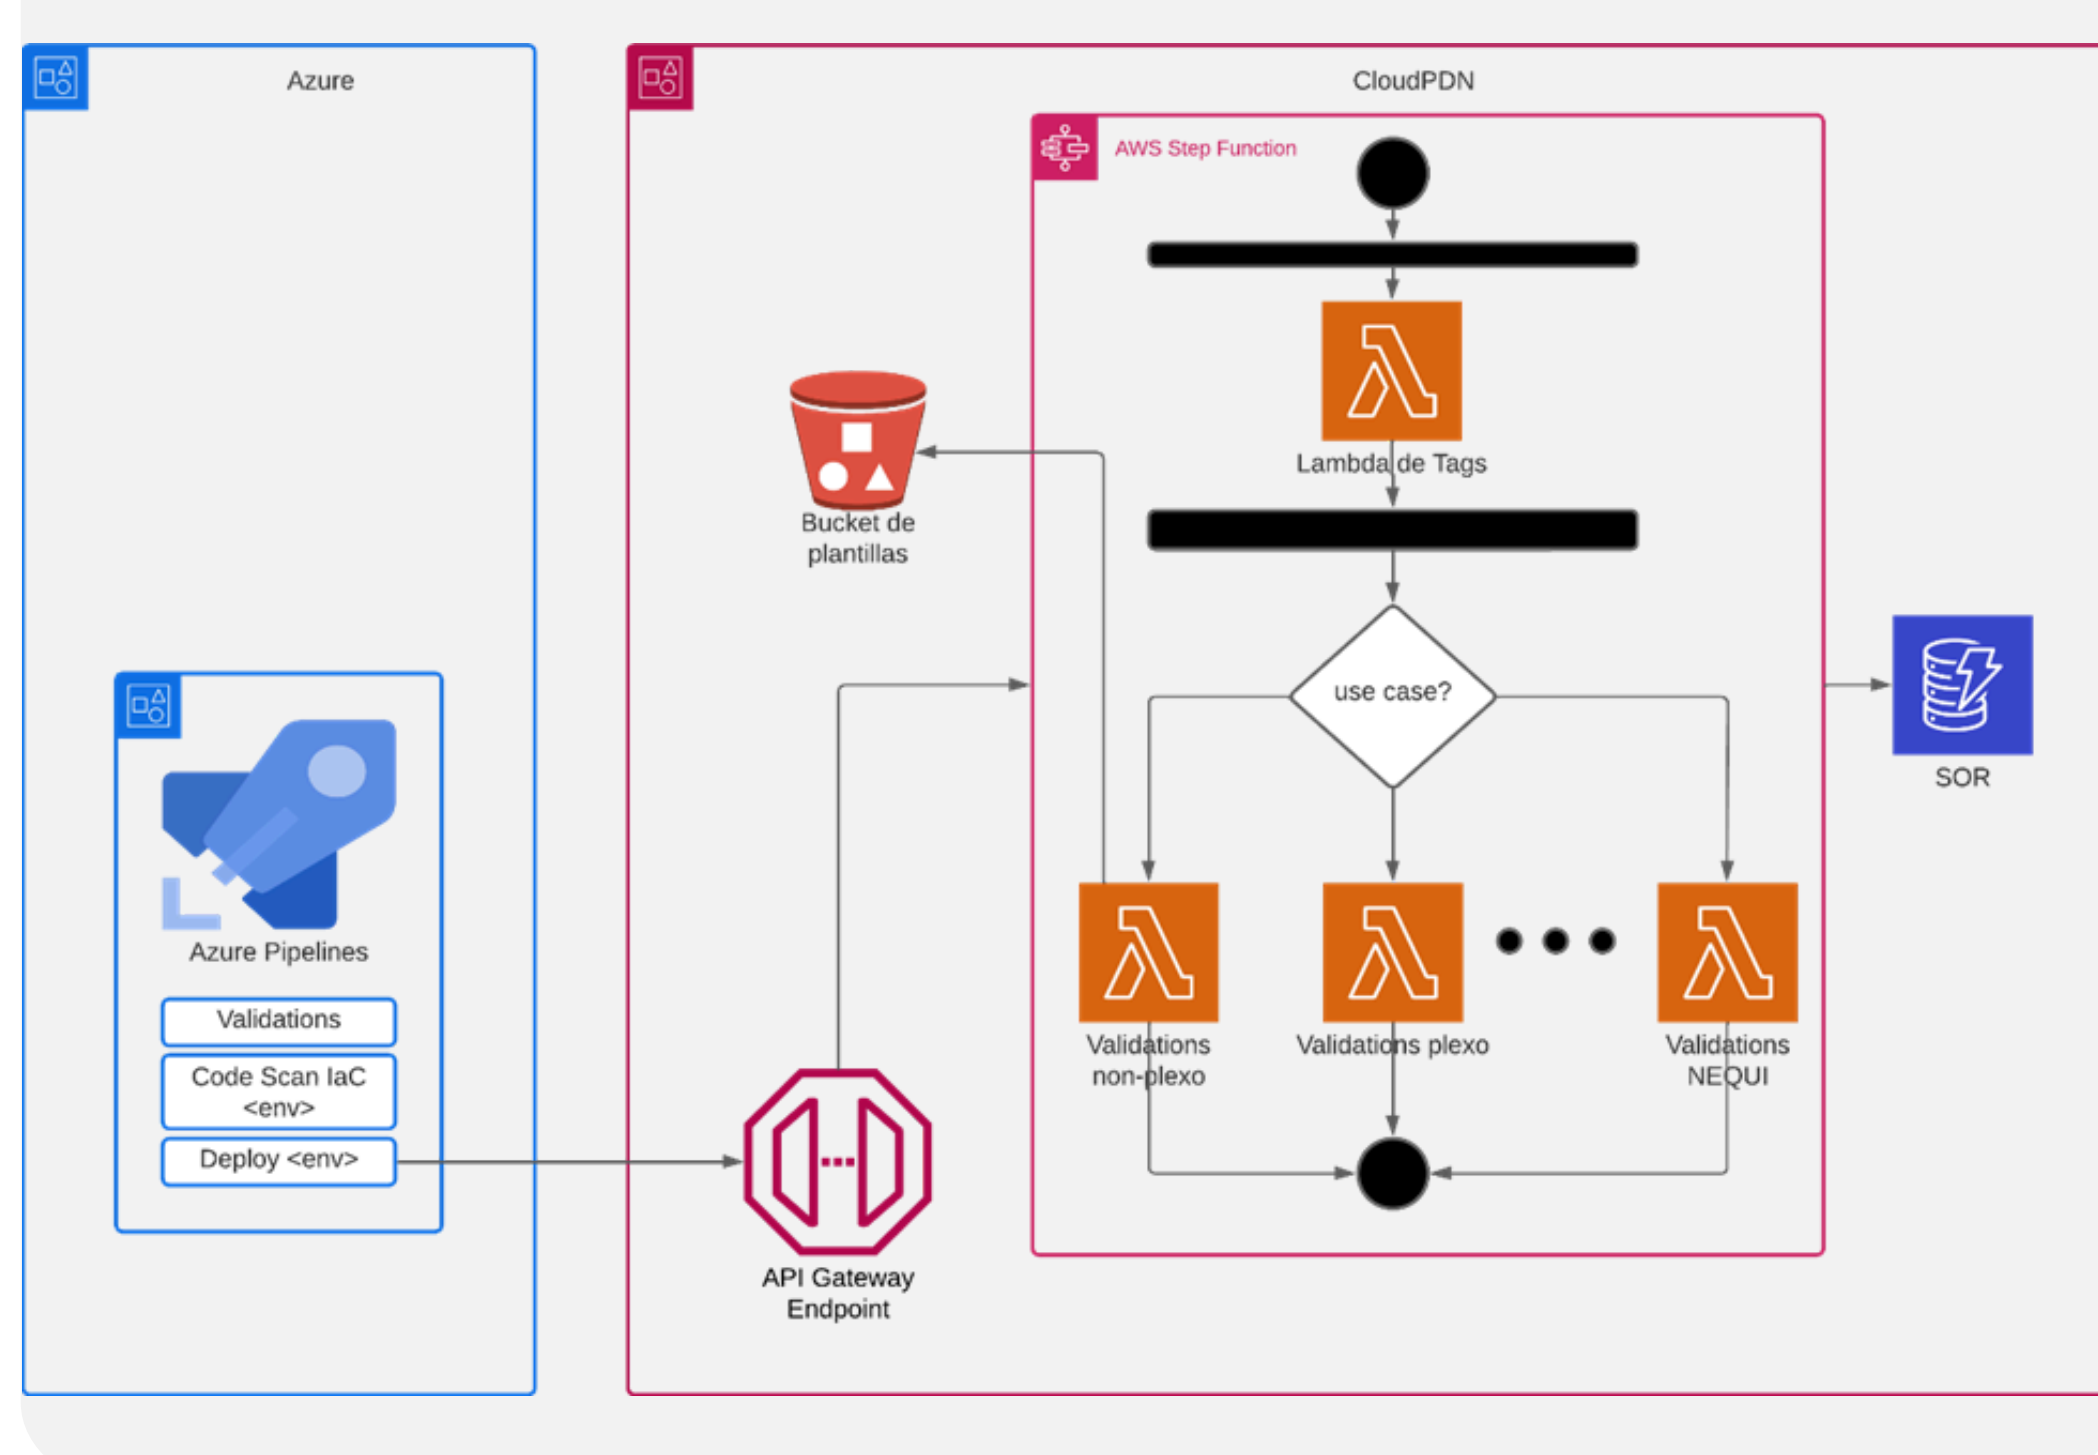 Azure
CloudPDN
AWS Step Function
Lambda de Tags
Bucket de
plantillas
use case?
SOR
Azure Pipelines
Validations
Code Scan IaC
<env>
Deploy <env>
Validations
non-plexo
Validations plexo
Validations
NEQUI
API Gateway
Endpoint